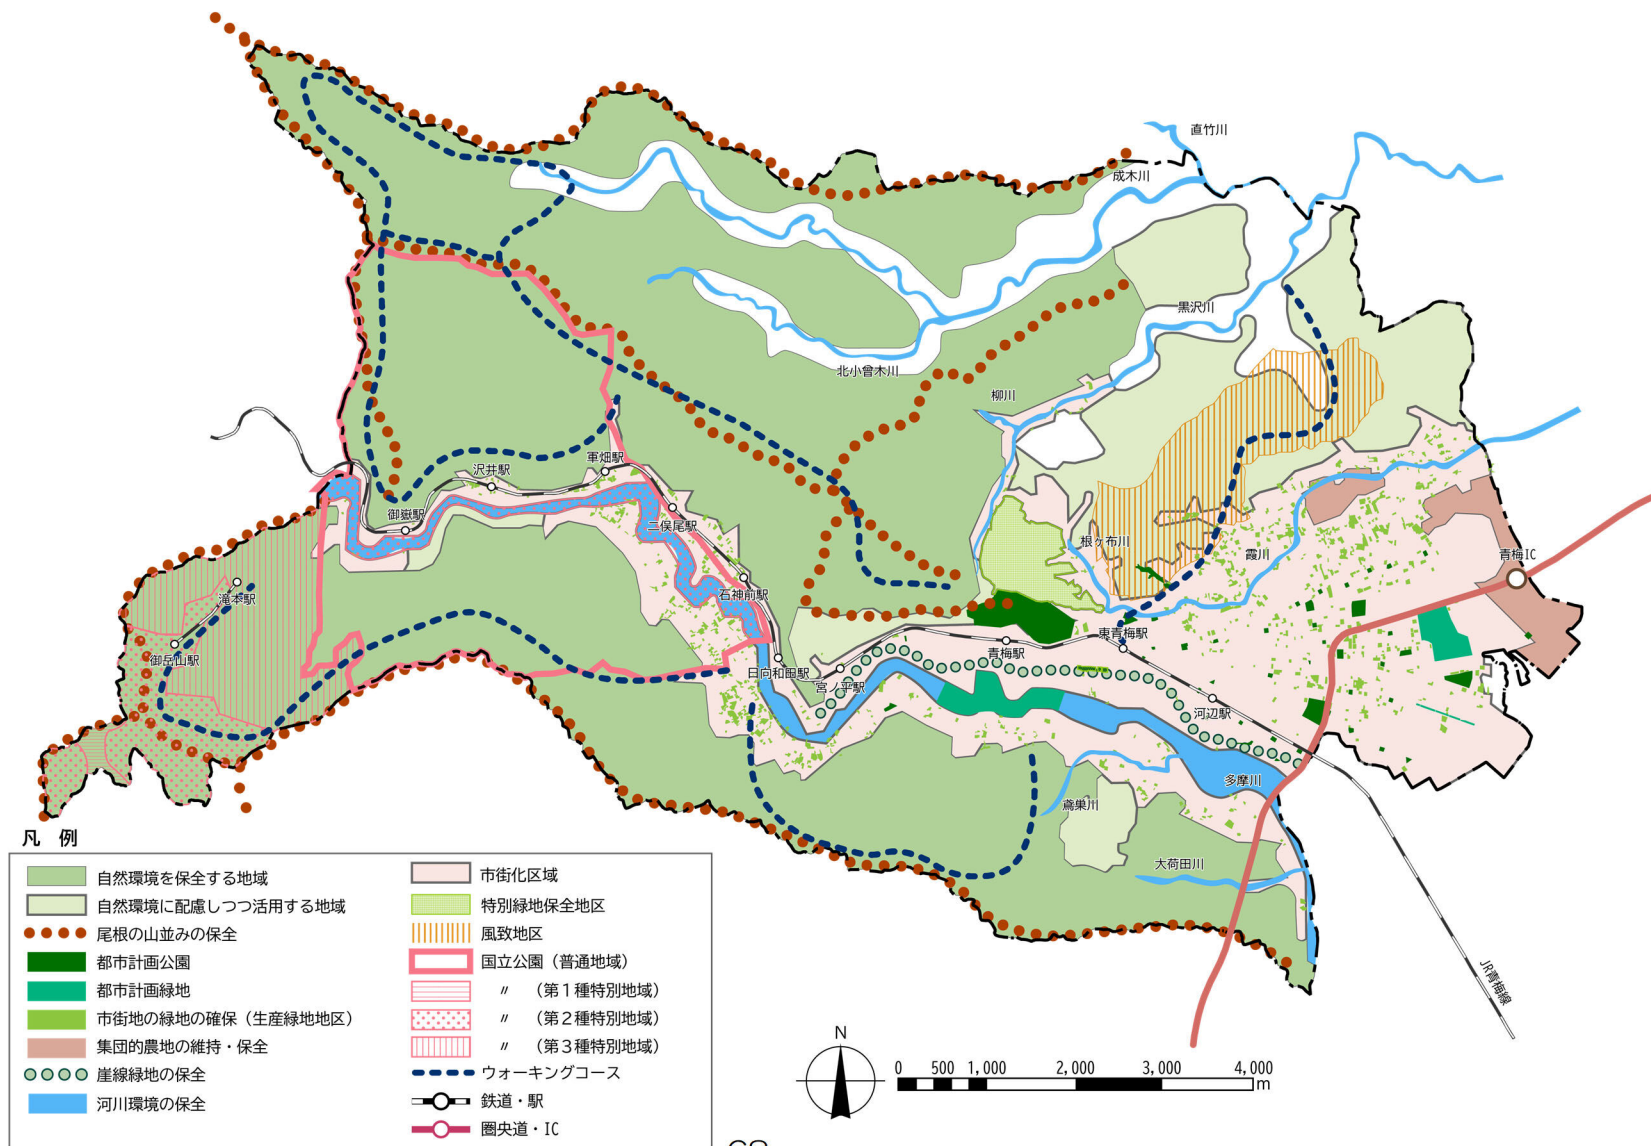 直竹川
成木川
黒沢川
北小曾木川
柳川
軍畑駅
沢井駅
御嶽駅
二俣尾駅
根ヶ布川
霞川
青梅IC
石神前駅
滝本駅
御岳山駅
東青梅駅
青梅駅
日向和田駅
宮ノ平駅
河辺駅
多摩川
鳶巣川
大荷田川
JR青梅線
凡 例
自然環境を保全する地域
自然環境に配慮しつつ活用する地域
尾根の山並みの保全
都市計画公園
都市計画緑地
市街地の緑地の確保（生産緑地地区）
集団的農地の維持・保全
崖線緑地の保全
河川環境の保全
市街化区域
特別緑地保全地区
風致地区
国立公園（普通地域）
〃 （第１種特別地域）
〃 （第２種特別地域）
〃 （第３種特別地域）
ウォーキングコース
鉄道・駅
圏央道・IC
N
0 500 1,000 2,000 3,000 4,000
m